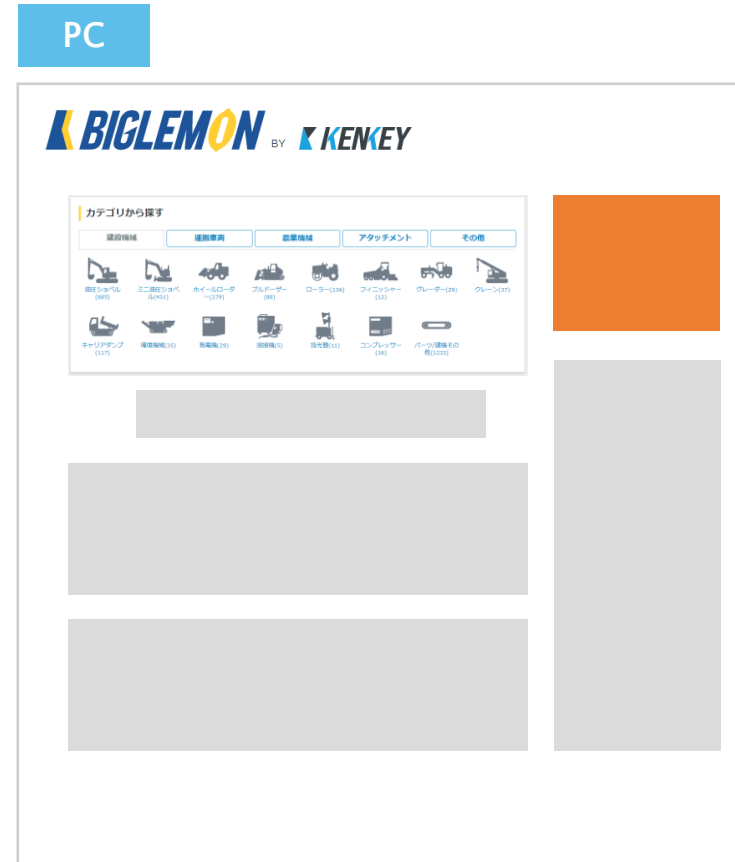 PC
BIGLEMON BY KENKEY
カテゴリから探す
建設機械 運搬車両 農業機械 アタッチメント その他
油圧ショベル ミニ油圧ショベ ホイールローダ ブルドーザー ローラー(136) フィニッシャー グレーダー(29) クレーン(37)
(685) ル(431) ー(279) (88) (12)
キャリアダンプ 環境機械(35) 発電機(29) 溶接機(5) 投光器(11) コンプレッサー パーツ/建機その
(117) (16) 他(1232)